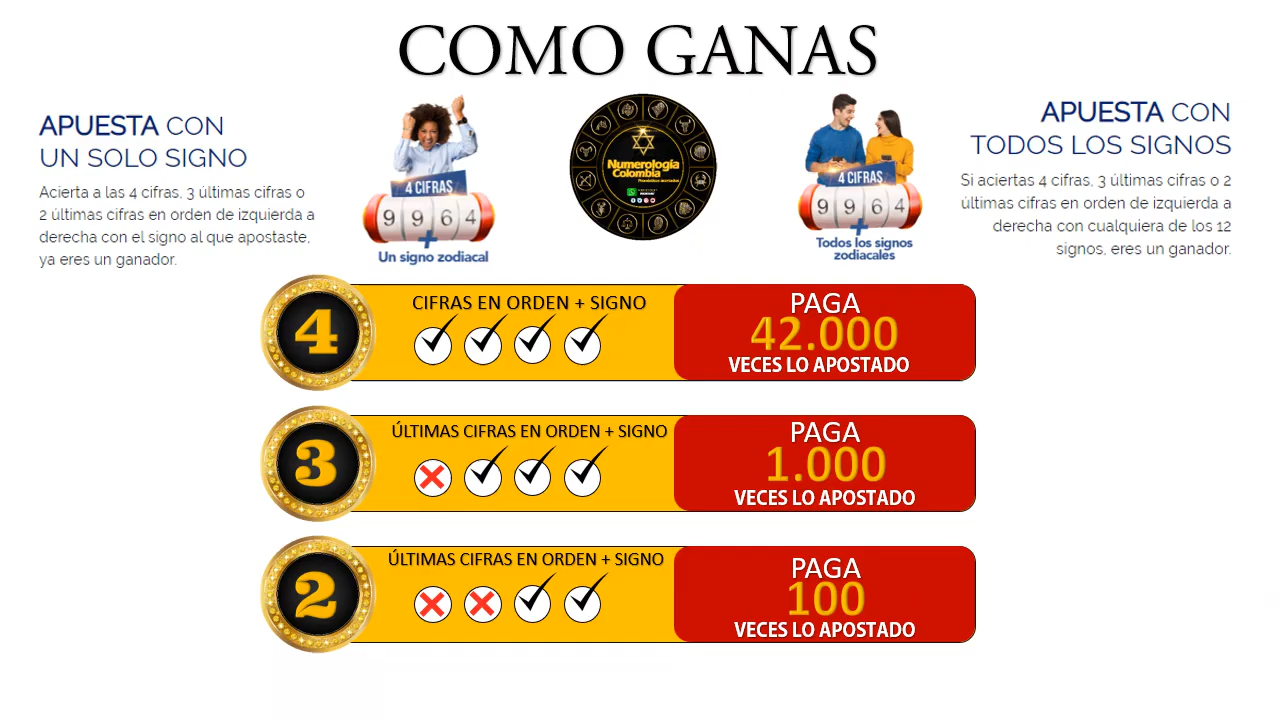 COMO GANAS
APUESTA CON
UN SOLO SIGNO
Acierta a las 4 cifras, 3 últimas cifras o
2 últimas cifras en orden de izquierda a
derecha con el signo al que apostaste,
ya eres un ganador.
4 CIFRAS
9 9 6 4
+
Un signo zodiacal
Numerología
Colombia
4 CIFRAS
9 9 6 4
+
Todos los signos
zodiacales
APUESTA CON
TODOS LOS SIGNOS
Si aciertas 4 cifras, 3 últimas cifras o 2
últimas cifras en orden de izquierda a
derecha con cualquiera de los 12
signos, eres un ganador.
4
CIFRAS EN ORDEN + SIGNO
PAGA
42.000
VECES LO APOSTADO
3
ÚLTIMAS CIFRAS EN ORDEN + SIGNO
PAGA
1.000
VECES LO APOSTADO
2
ÚLTIMAS CIFRAS EN ORDEN + SIGNO
PAGA
100
VECES LO APOSTADO